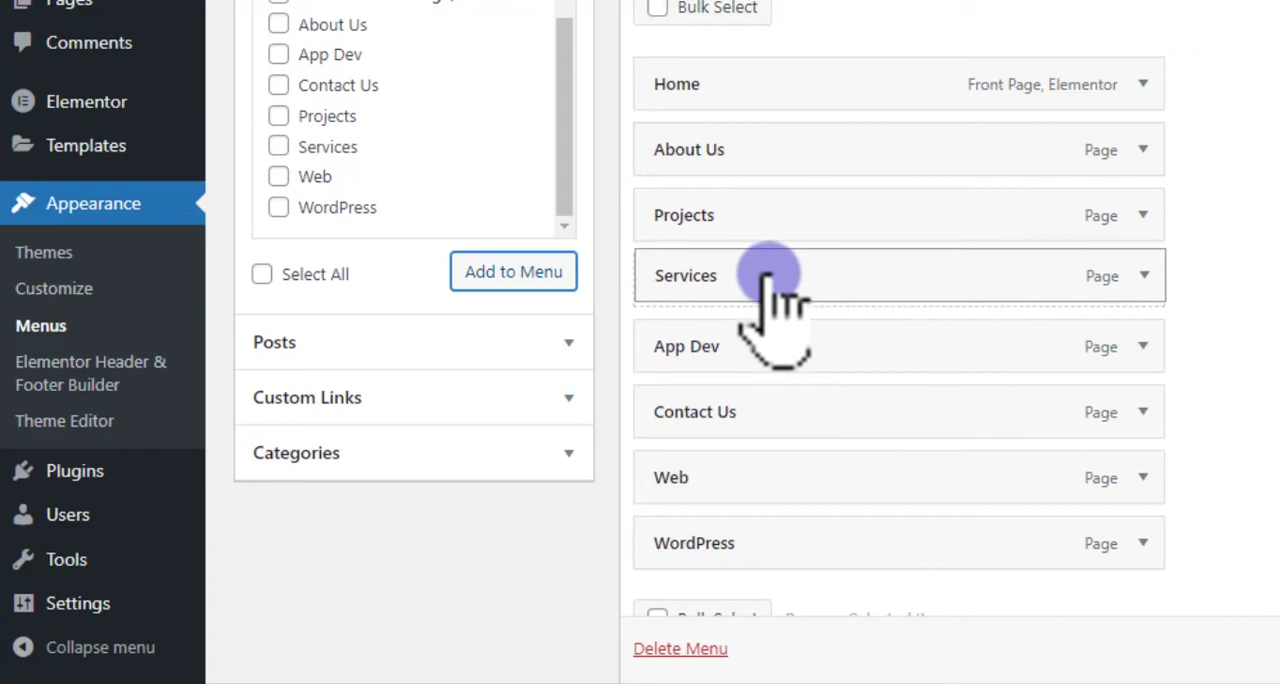 Pages
Comments
Elementor
Templates
Appearance
Themes
Customize
Menus
Elementor Header &
Footer Builder
Theme Editor
Plugins
Users
Tools
Settings
Collapse menu
About Us
App Dev
Contact Us
Projects
Services
Web
WordPress
Select All
Add to Menu
Posts
Custom Links
Categories
Bulk Select
Home Front Page, Elementor
About Us Page
Projects Page
Services Page
App Dev Page
Contact Us Page
Web Page
WordPress Page
Bulk Select
Delete Menu